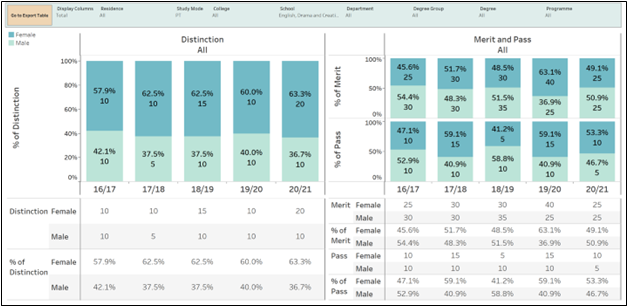 Go to Export Table
Display Columns Residence Study Mode College School Department Degree Group Degree Programme
Total All PT All English, Drama and Creati.. All All All All
Female
Male
Distinction
All
% of Distinction
100%
80%
60%
40%
20%
0%
57.9% 62.5% 62.5% 60.0% 63.3%
10 10 15 10 20
42.1% 37.5% 37.5% 40.0% 36.7%
10 5 10 10 10
16/17 17/18 18/19 19/20 20/21
Distinction Female 10 10 15 10 20
Male 10 5 10 10 10
% of Distinction Female 57.9% 62.5% 62.5% 60.0% 63.3%
Male 42.1% 37.5% 37.5% 40.0% 36.7%
Merit and Pass
All
% of Merit
100%
50%
0%
45.6% 51.7% 48.5% 63.1% 49.1%
25 30 30 40 25
54.4% 48.3% 51.5% 36.9% 50.9%
30 30 35 25 25
% of Pass
100%
50%
0%
47.1% 59.1% 41.2% 59.1% 53.3%
10 15 5 15 10
52.9% 40.9% 58.8% 40.9% 46.7%
10 10 10 10 5
16/17 17/18 18/19 19/20 20/21
Merit Female 25 30 30 40 25
Male 30 30 35 25 25
% of Merit Female 45.6% 51.7% 48.5% 63.1% 49.1%
Male 54.4% 48.3% 51.5% 36.9% 50.9%
Pass Female 10 15 5 15 10
Male 10 10 10 10 5
% of Pass Female 47.1% 59.1% 41.2% 59.1% 53.3%
Male 52.9% 40.9% 58.8% 40.9% 46.7%